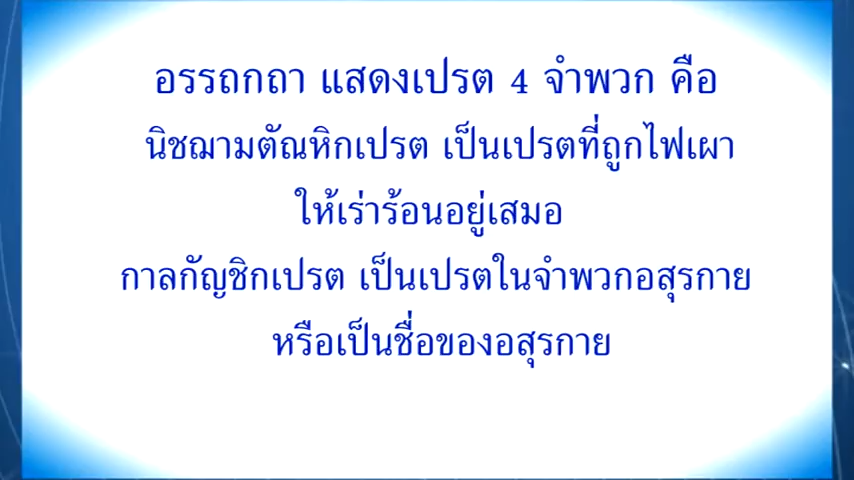 อรรถกถา แสดงเปรต 4 จำพวก คือ
นิชฌามตัณหิกเปรต เป็นเปรตที่ถูกไฟเผา
ให้เร่าร้อนอยู่เสมอ
กาลกัญชิกเปรต เป็นเปรตในจำพวกอสุรกาย
หรือเป็นชื่อของอสุรกาย